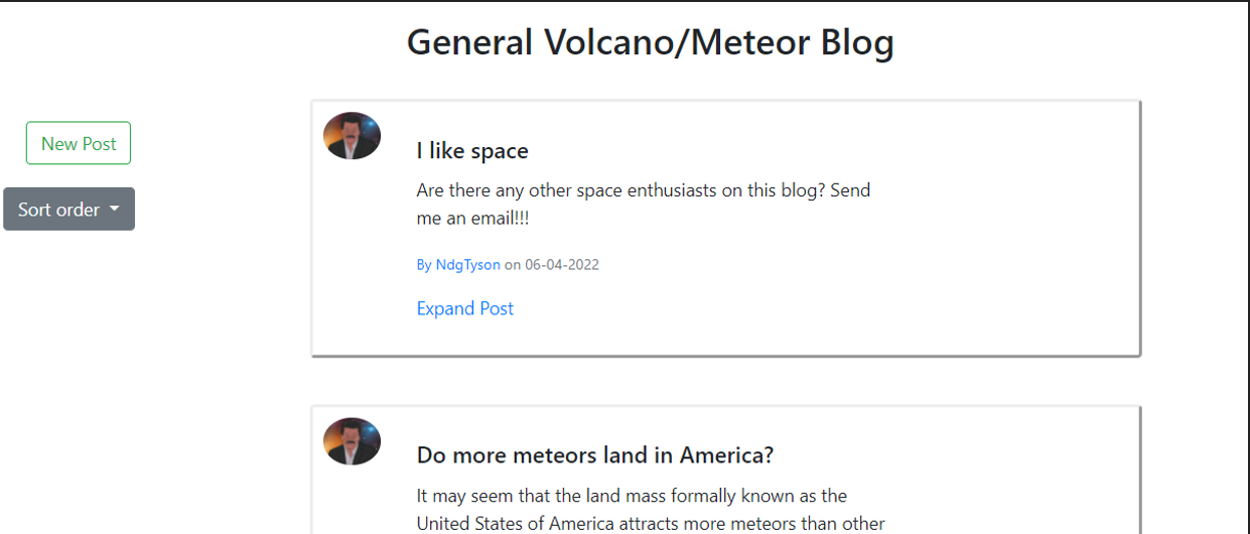 General Volcano/Meteor Blog
New Post
Sort order
I like space
Are there any other space enthusiasts on this blog? Send
me an email!!!
By NdgTyson on 06-04-2022
Expand Post
Do more meteors land in America?
It may seem that the land mass formally known as the
United States of America attracts more meteors than other